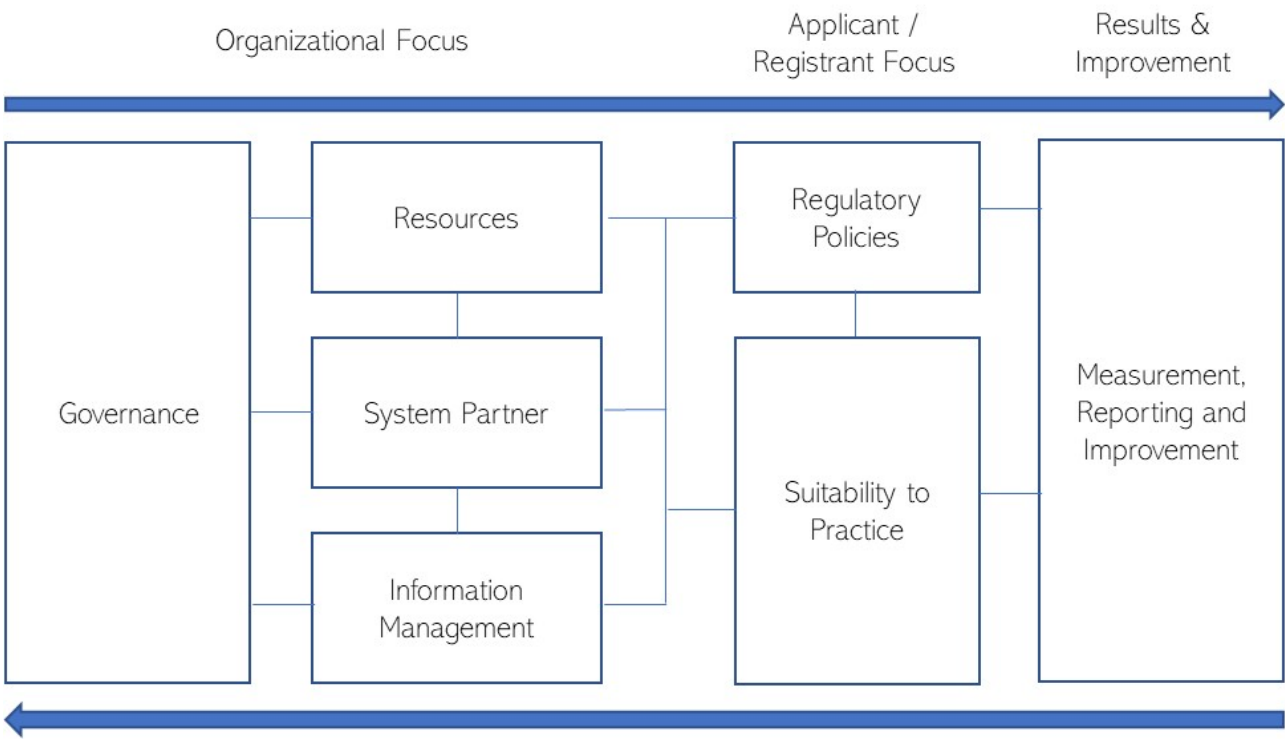 Organizational Focus
Applicant /
Registrant Focus
Results &
Improvement
Governance
Resources
System Partner
Information
Management
Regulatory
Policies
Suitability to
Practice
Measurement,
Reporting and
Improvement